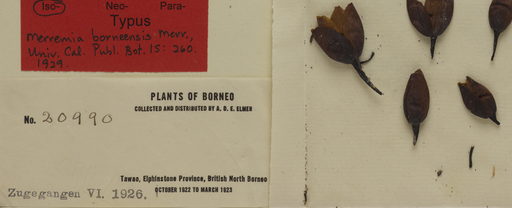 Iso- Neo- Para-
Typus
Merremia borneensis Merr.,
Univ. Cal. Publ. Bot. 15: 260.
1929.
PLANTS OF BORNEO
COLLECTED AND DISTRIBUTED BY A. D. E. ELMER
No. 20990
Tawao, Elphinstone Province, British North Borneo
OCTOBER 1922 TO MARCH 1923
Zugegangen VI. 1926.